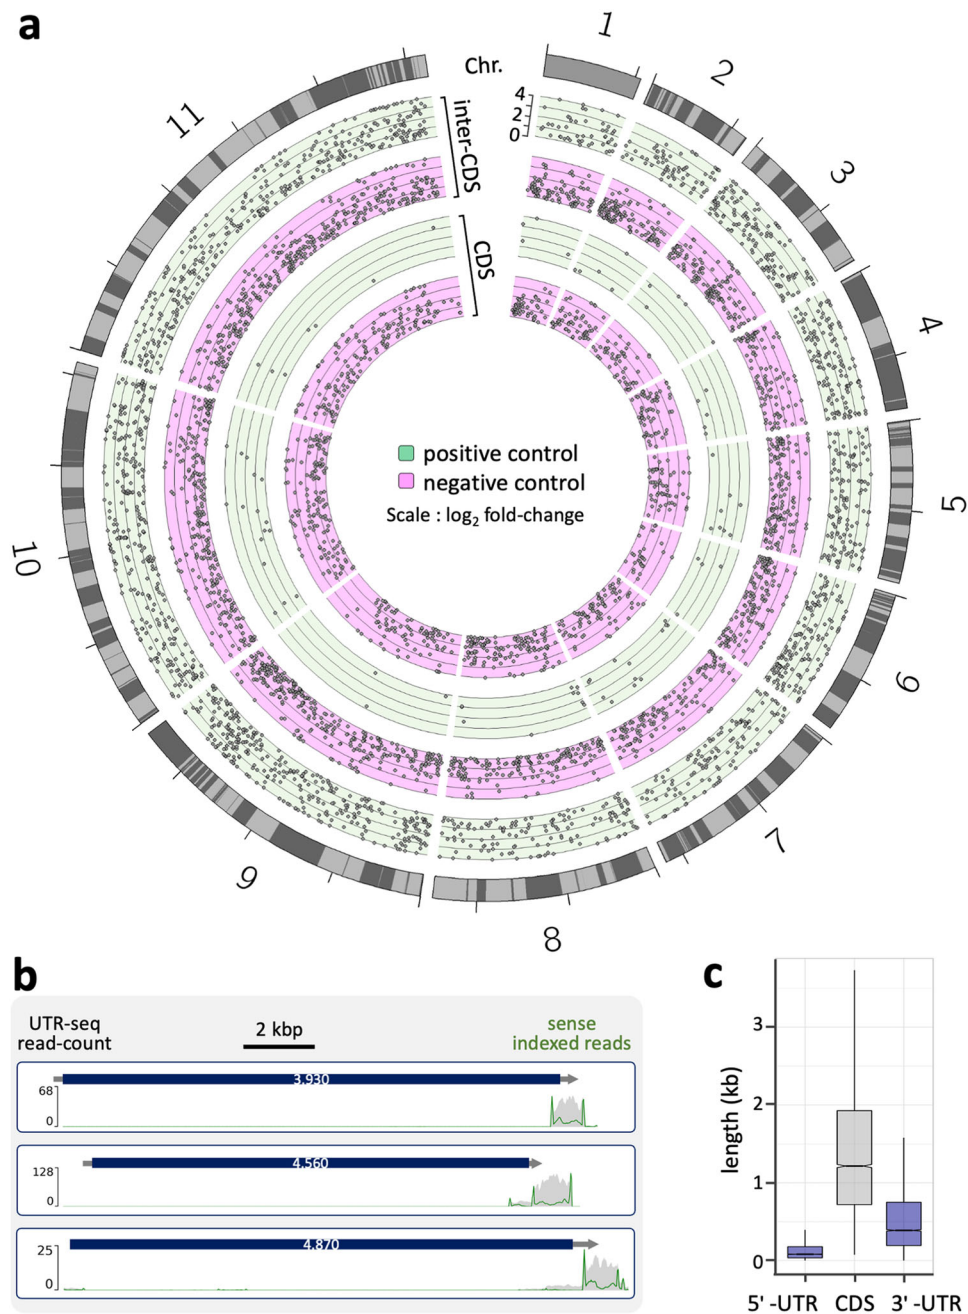 a
Chr.
1
2
3
4
5
6
7
8
9
10
11
inter-CDS
CDS
4
2
0
positive control
negative control
Scale : log2 fold-change
b
UTR-seq
read-count
2 kbp
sense
indexed reads
3.930
68
0
4.560
128
0
4.870
25
0
c
length (kb)
3
2
1
0
5' -UTR CDS 3' -UTR